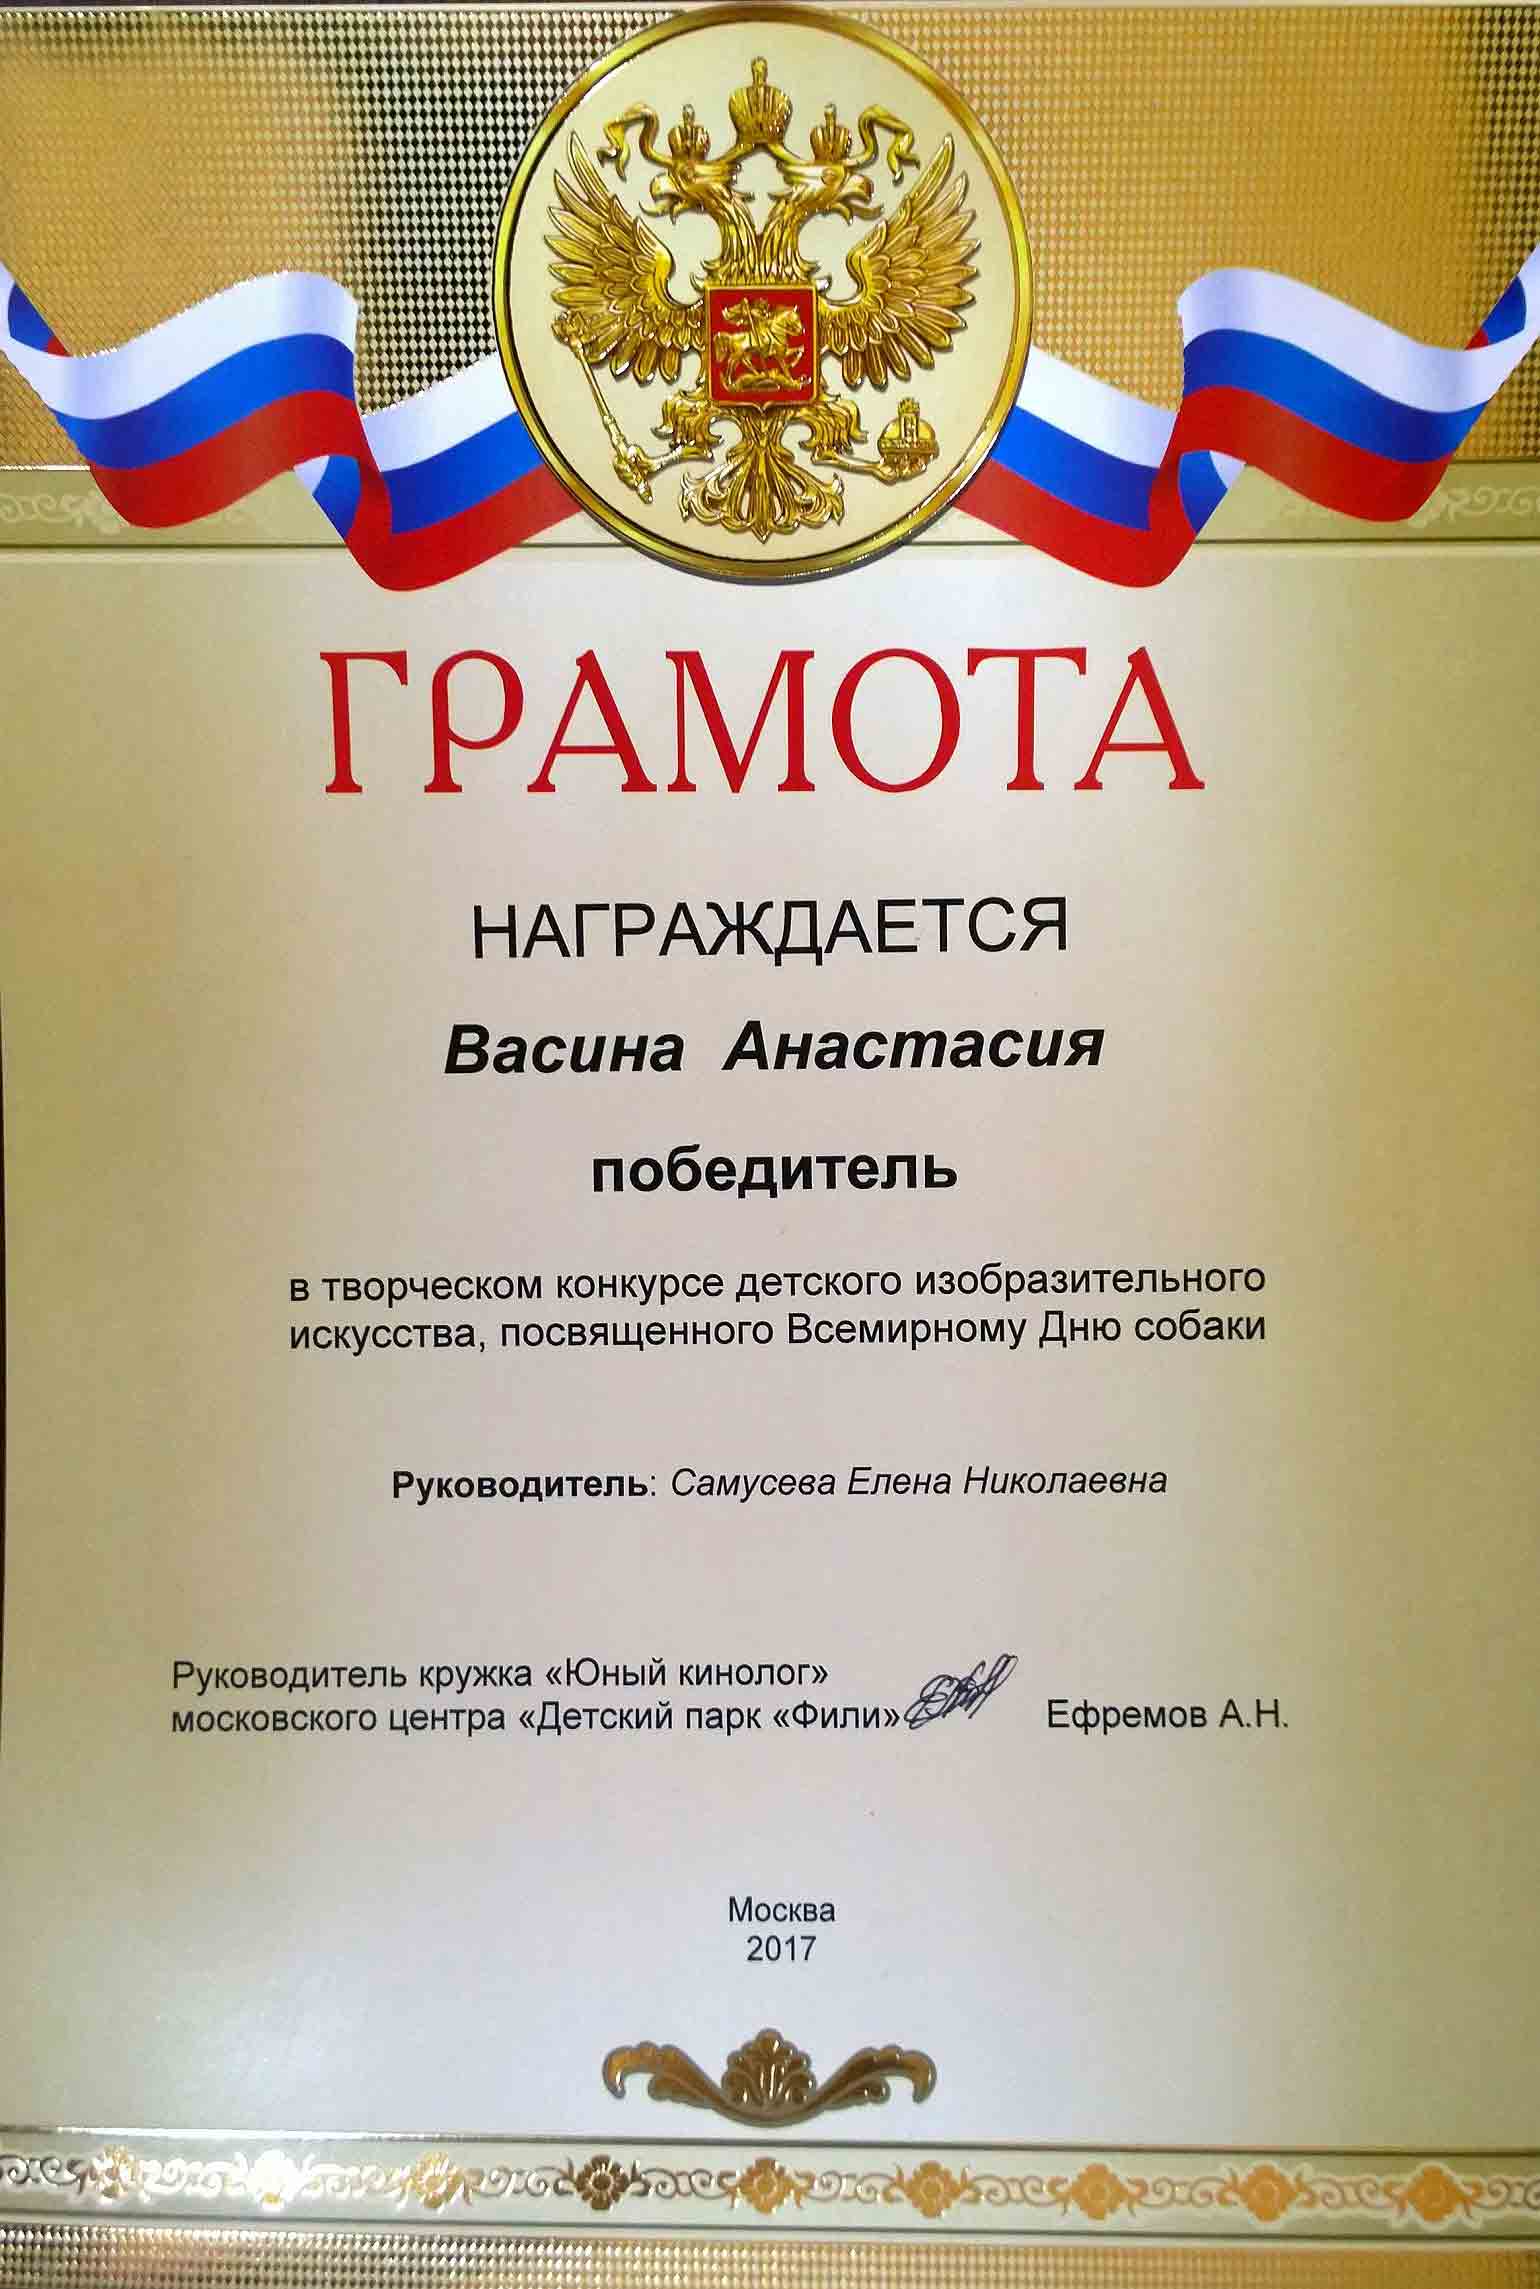 ГРАМОТА
НАГРАЖДАЕТСЯ
Васина Анастасия
победитель
в творческом конкурсе детского изобразительного
искусства, посвященного Всемирному Дню собаки
Руководитель: Самусева Елена Николаевна
Руководитель кружка «Юный кинолог»
московского центра «Детский парк «Фили» Ефремов А.Н.
Москва
2017